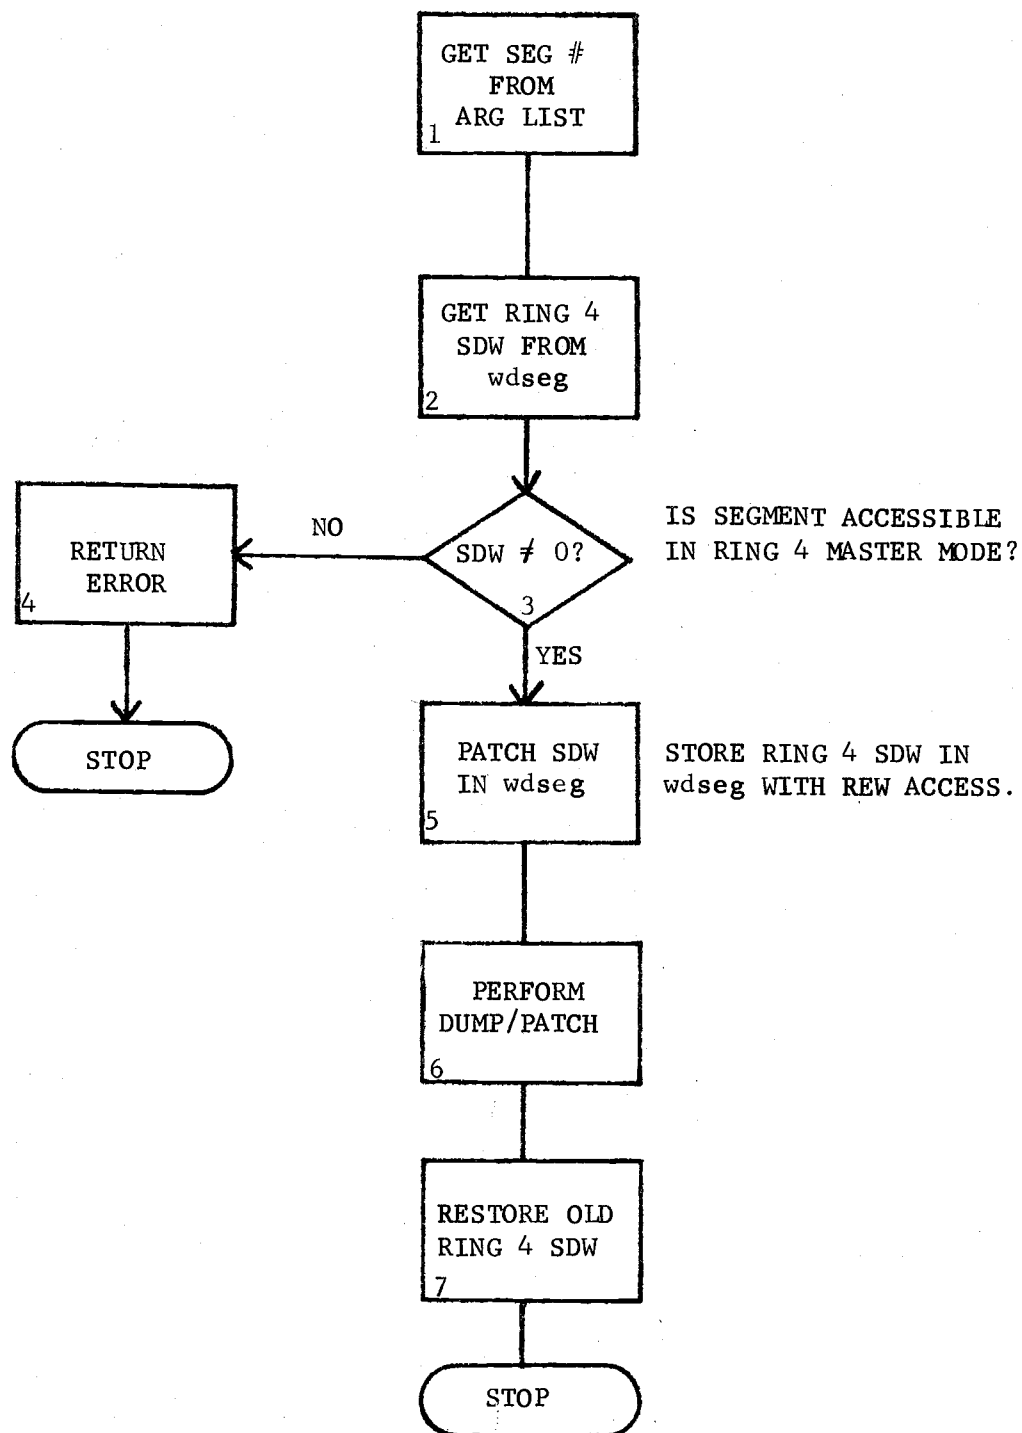 GET SEG #
FROM
ARG LIST
1
GET RING 4
SDW FROM
wdseg
2
SDW ≠ 0?
3
IS SEGMENT ACCESSIBLE
IN RING 4 MASTER MODE?
NO
RETURN
ERROR
4
STOP
YES
PATCH SDW
IN wdseg
5
STORE RING 4 SDW IN
wdseg WITH REW ACCESS.
PERFORM
DUMP/PATCH
6
RESTORE OLD
RING 4 SDW
7
STOP